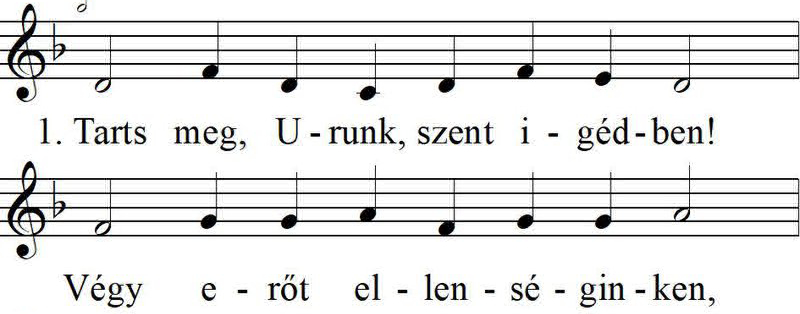 1. Tarts meg, U - runk, szent i - géd - ben!
Végy e - rőt el - len - sé - gin - ken,